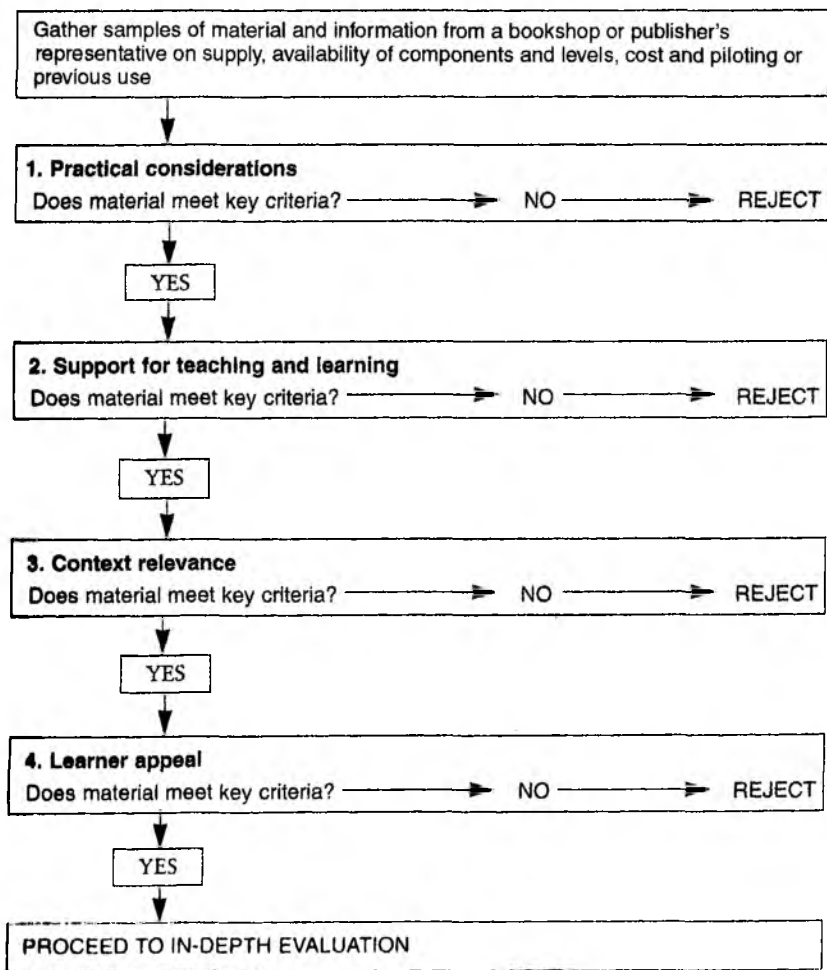 Gather samples of material and information from a bookshop or publisher's
representative on supply, availability of components and levels, cost and piloting or
previous use
1. Practical considerations
Does material meet key criteria? NO REJECT
YES
2. Support for teaching and learning
Does material meet key criteria? NO REJECT
YES
3. Context relevance
Does material meet key criteria? NO REJECT
YES
4. Learner appeal
Does material meet key criteria? NO REJECT
YES
PROCEED TO IN-DEPTH EVALUATION